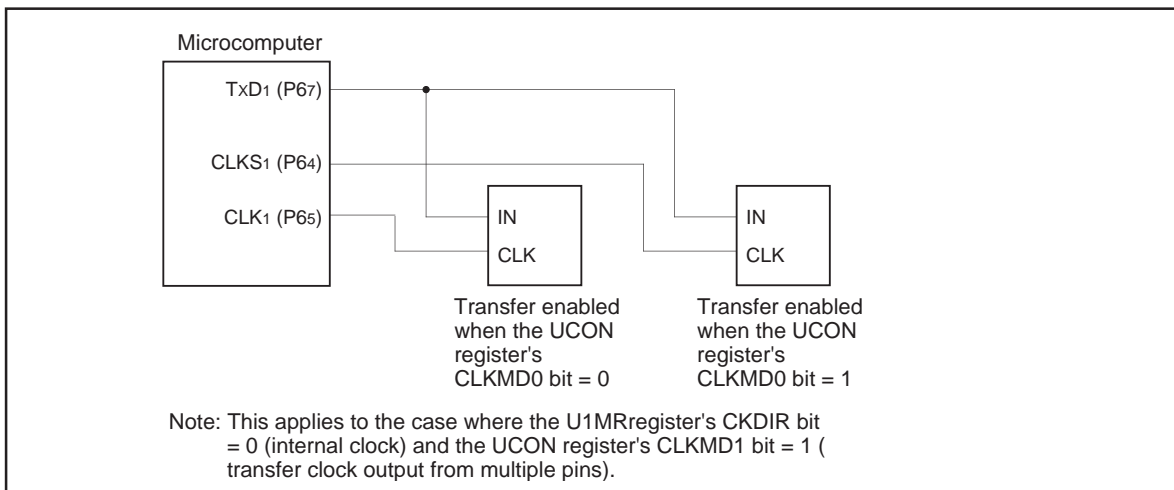 Microcomputer
TxD1 (P67)
CLKS1 (P64)
CLK1 (P65)
IN
CLK
IN
CLK
Transfer enabled
when the UCON
register's
CLKMD0 bit = 0
Transfer enabled
when the UCON
register's
CLKMD0 bit = 1
Note: This applies to the case where the U1MRregister's CKDIR bit
= 0 (internal clock) and the UCON register's CLKMD1 bit = 1 (
transfer clock output from multiple pins).